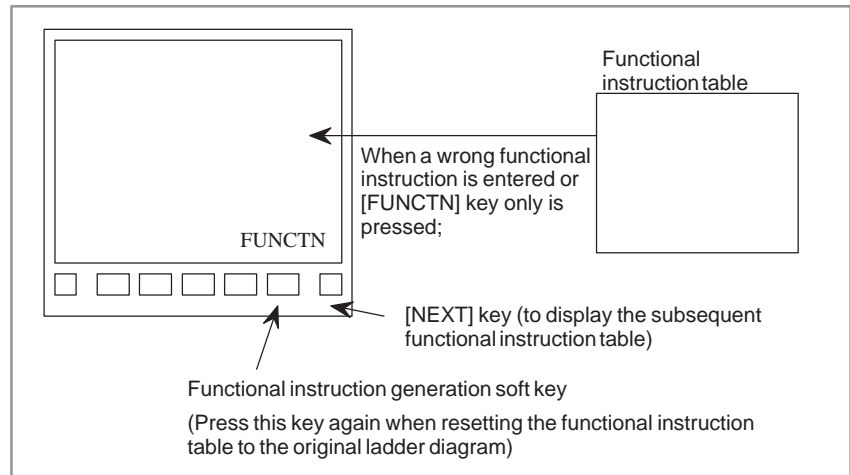 Functional
instruction table
When a wrong functional
instruction is entered or
[FUNCTN] key only is
pressed;
FUNCTN
[NEXT] key (to display the subsequent
functional instruction table)
Functional instruction generation soft key
(Press this key again when resetting the functional instruction
table to the original ladder diagram)